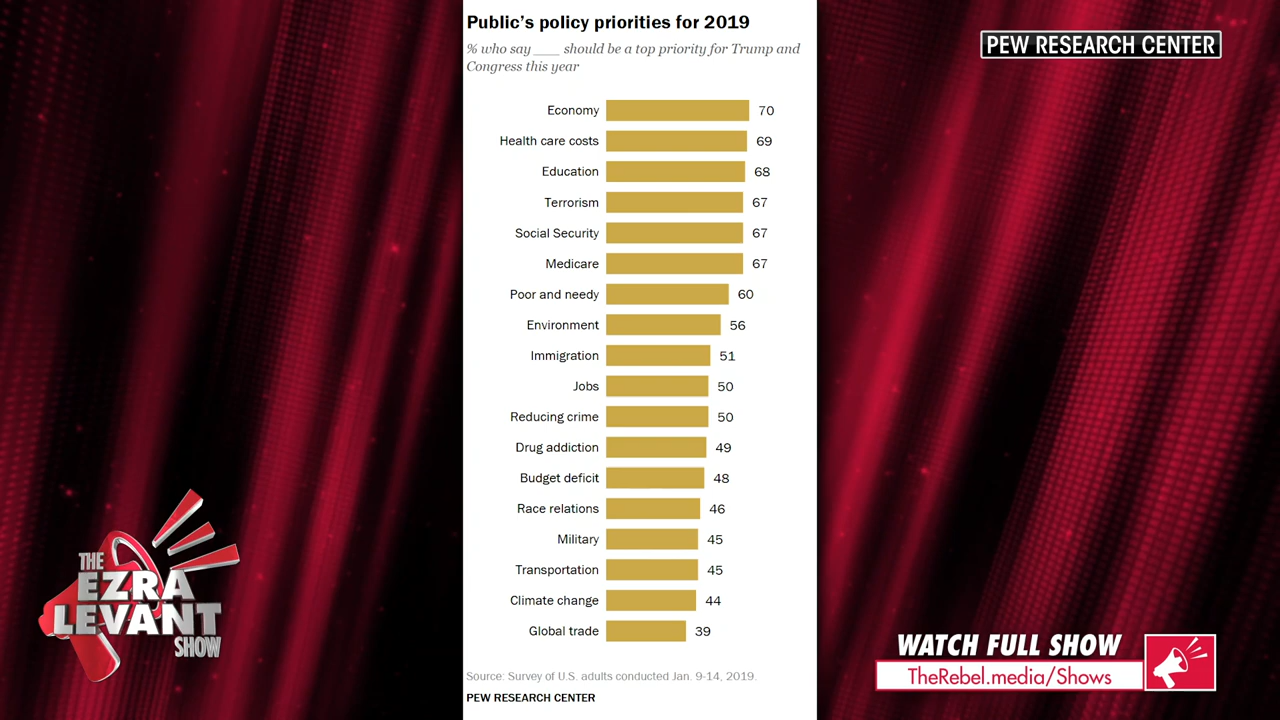 Public's policy priorities for 2019
% who say ___ should be a top priority for Trump and
Congress this year
Economy 70
Health care costs 69
Education 68
Terrorism 67
Social Security 67
Medicare 67
Poor and needy 60
Environment 56
Immigration 51
Jobs 50
Reducing crime 50
Drug addiction 49
Budget deficit 48
Race relations 46
Military 45
Transportation 45
Climate change 44
Global trade 39
Source: Survey of U.S. adults conducted Jan. 9-14, 2019.
PEW RESEARCH CENTER
PEW RESEARCH CENTER
THE
EZRA
LEVANT
SHOW
WATCH FULL SHOW
TheRebel.media/Shows